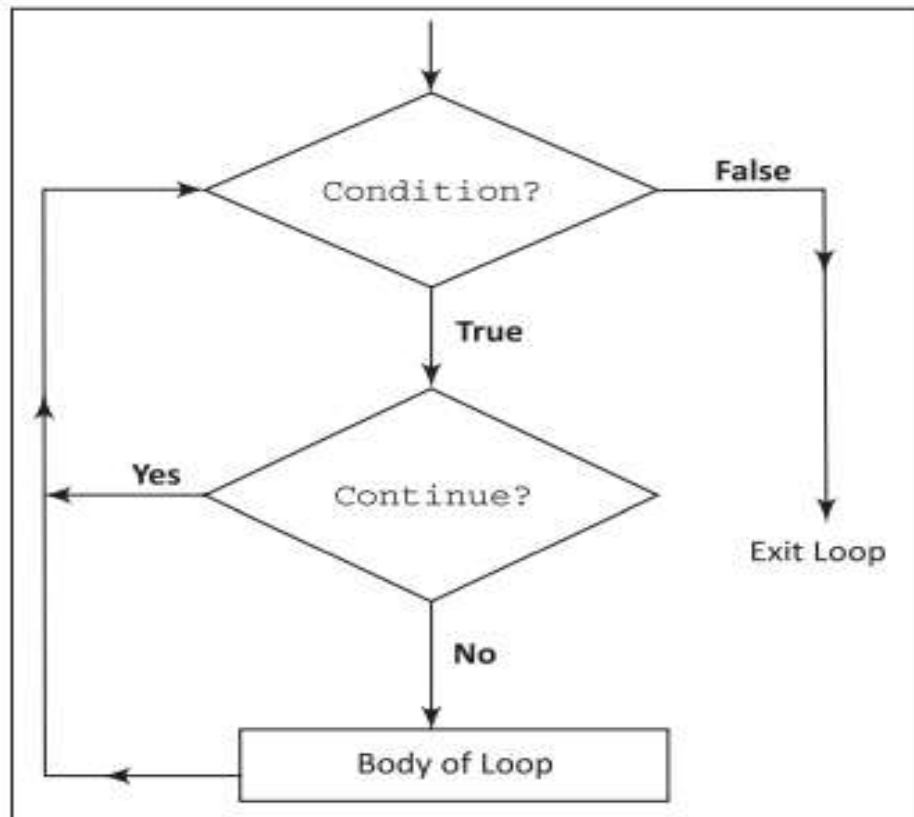 Condition?
False
True
Yes
Continue?
Exit Loop
No
Body of Loop